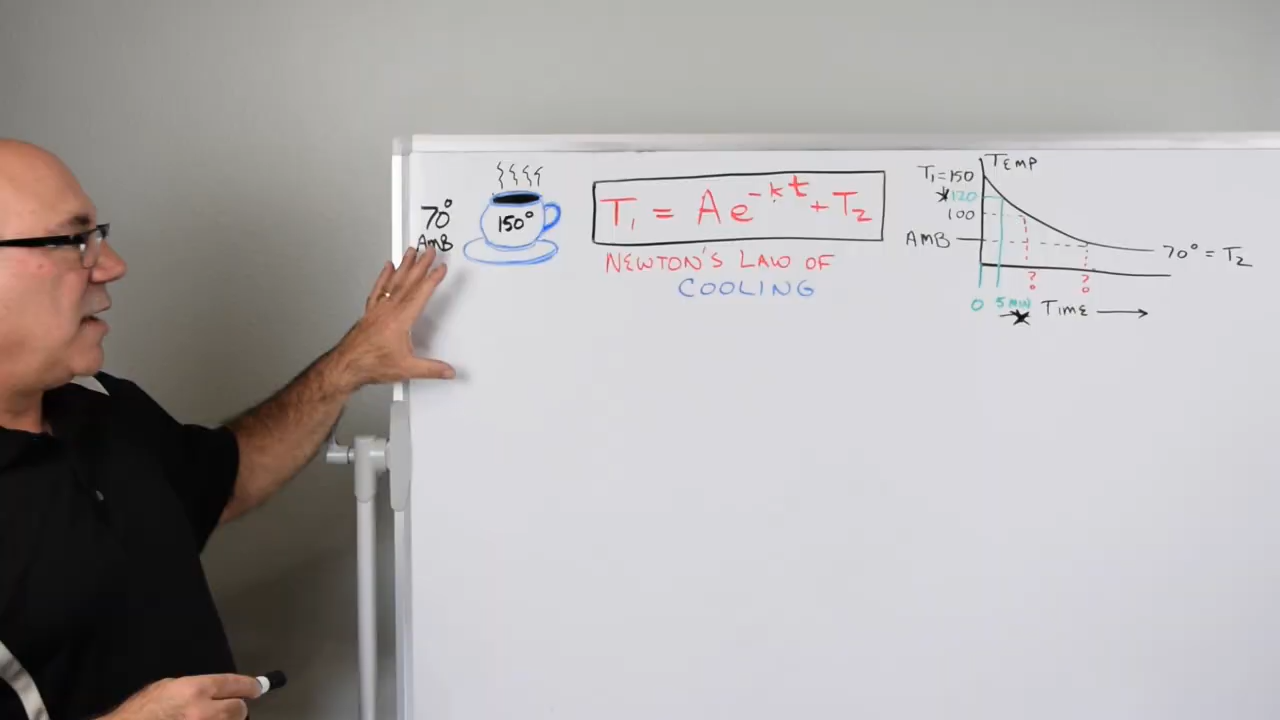 70°
AMB
150°
T₁ = Ae^-kt + T₂
NEWTON'S LAW OF
COOLING
TEMP
T₁=150
120
100
AMB
70° = T₂
? ?
0 5 MIN TIME